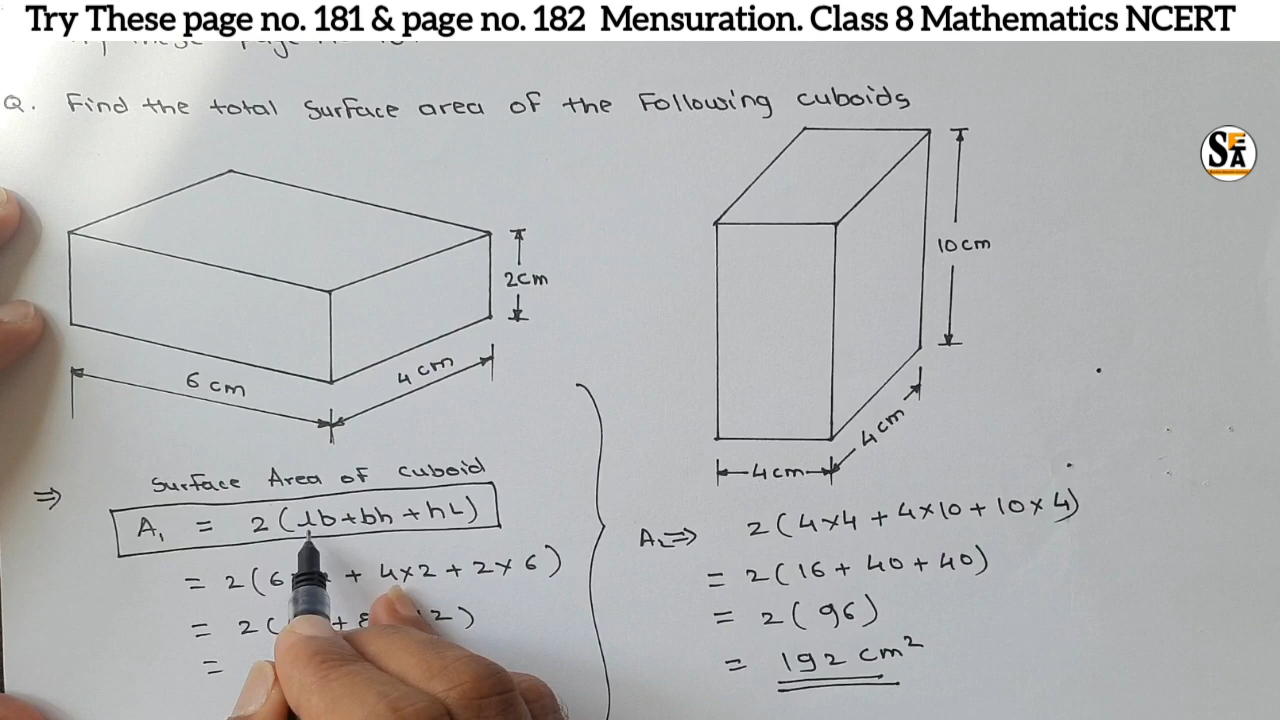 Try These page no. 181 & page no. 182 Mensuration. Class 8 Mathematics NCERT
Q. Find the total surface area of the Following cuboids
2cm
6 cm
4 cm
10cm
4cm
4cm
⇒ Surface Area of cuboid
A₁ = 2(lb+bh+hL)
= 2(6 + 4×2+2×6)
= 2( + 2)
=
A₂⇒ 2(4×4+4×10+10×4)
= 2(16+40+40)
= 2(96)
= 192 cm²
SEA